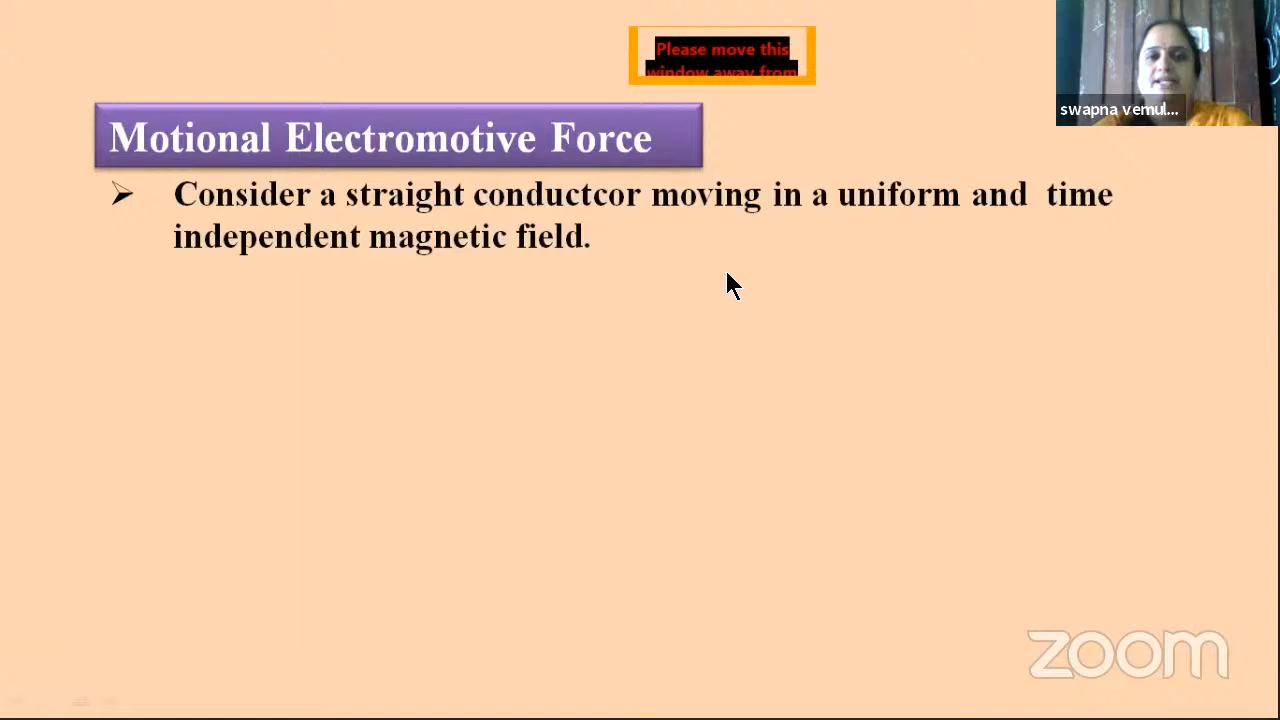 Please move this
window away from
swapna vemul...
Motional Electromotive Force
Consider a straight conductcor moving in a uniform and time
independent magnetic field.
zoom